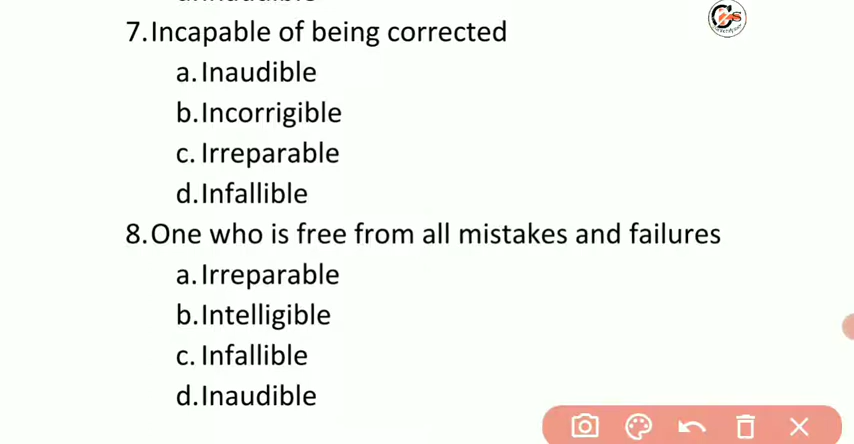 7.Incapable of being corrected
a.Inaudible
b.Incorrigible
c. Irreparable
d.Infallible
8.One who is free from all mistakes and failures
a.Irreparable
b.Intelligible
c. Infallible
d.Inaudible